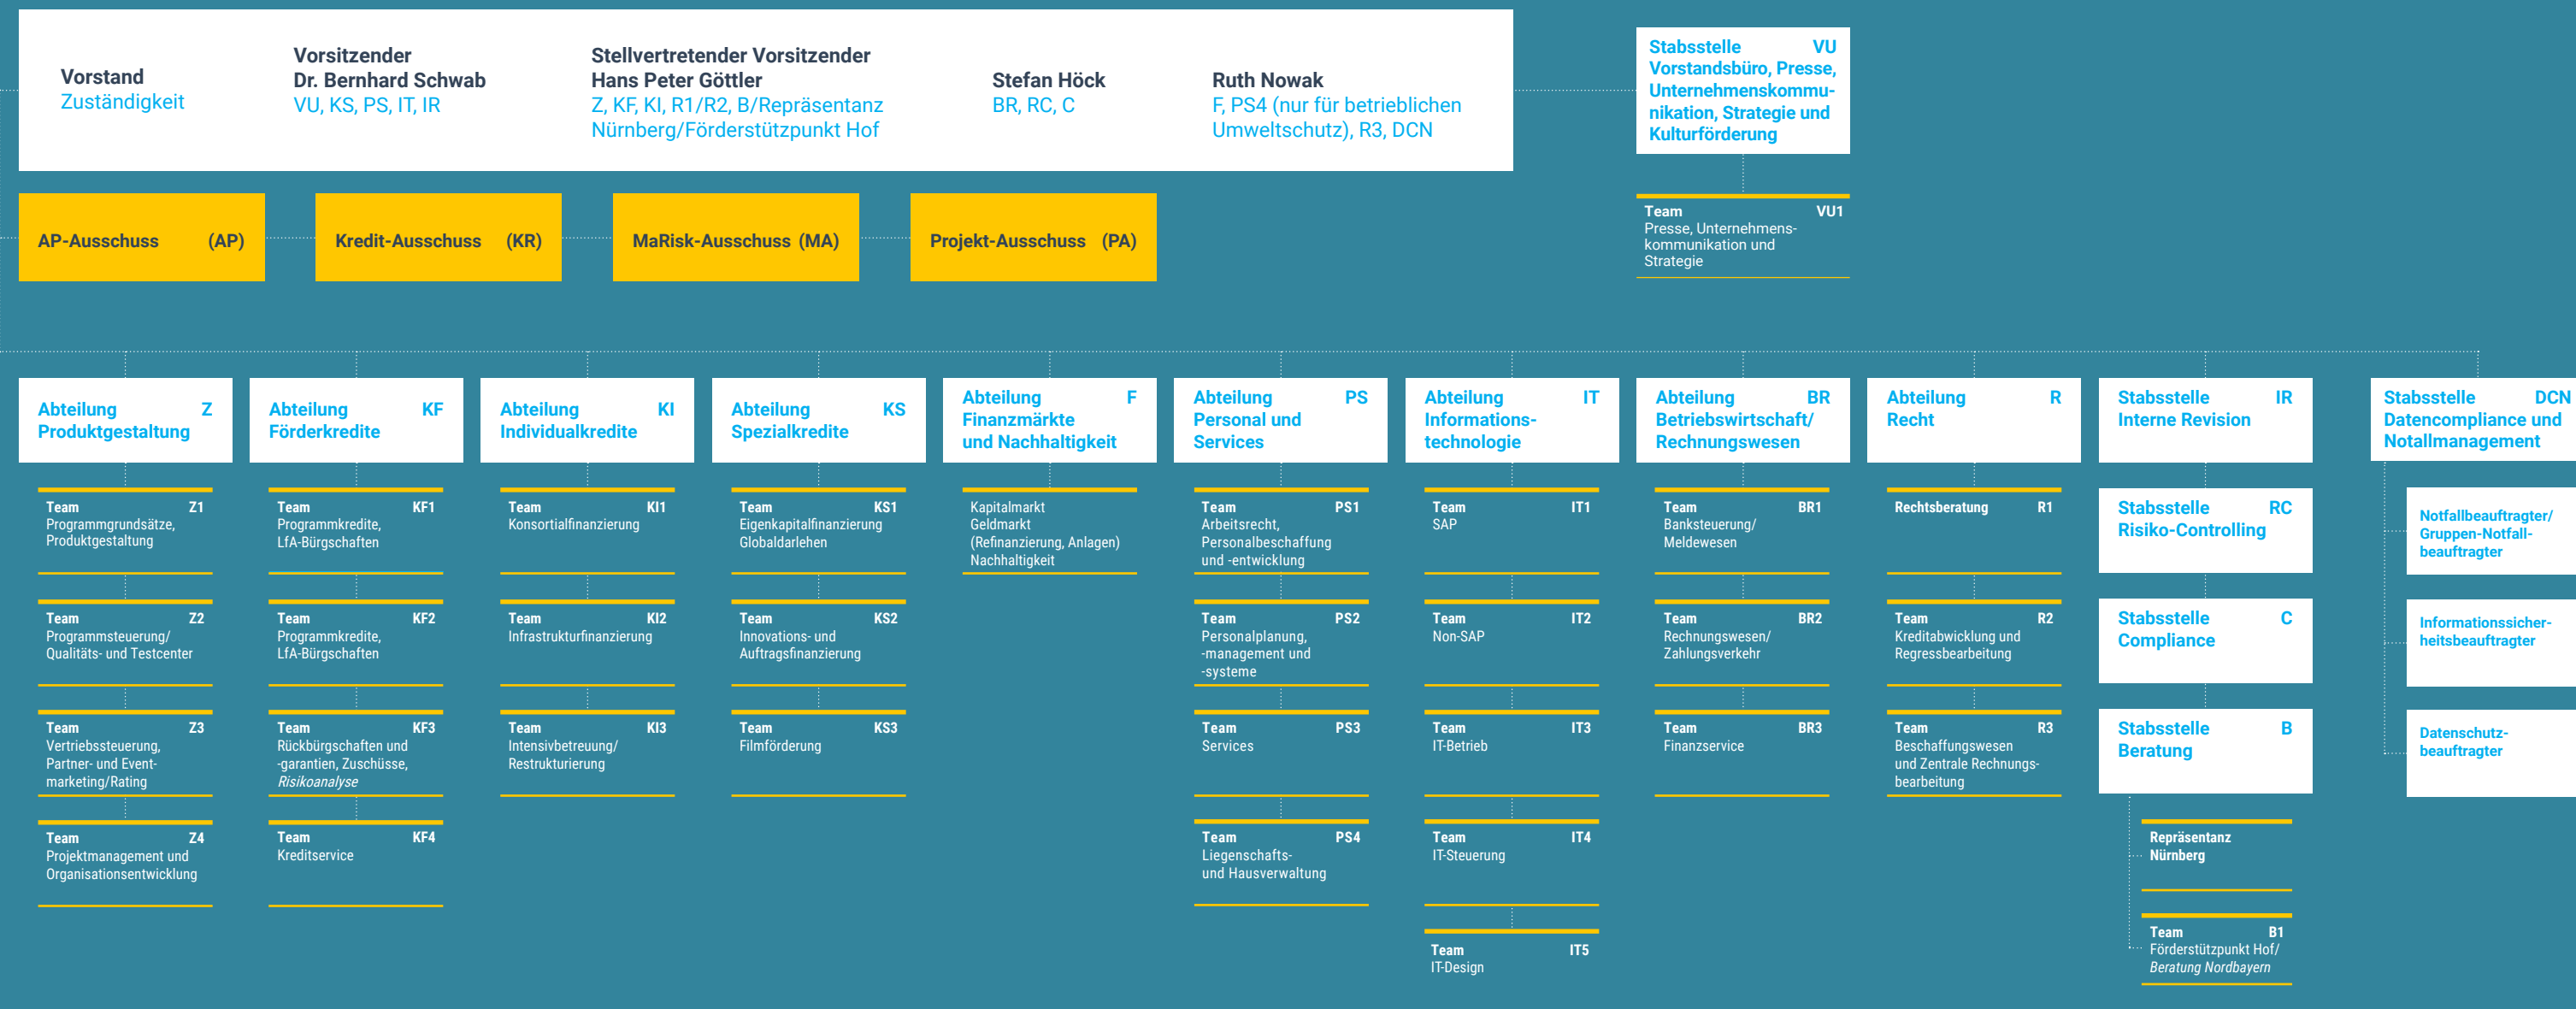 Vorstand
Zuständigkeit
Vorsitzender
Dr. Bernhard Schwab
VU, KS, PS, IT, IR
Stellvertretender Vorsitzender
Hans Peter Göttler
Z, KF, KI, R1/R2, B/Repräsentanz
Nürnberg/Förderstützpunkt Hof
Stefan Höck
BR, RC, C
Ruth Nowak
F, PS4 (nur für betrieblichen
Umweltschutz), R3, DCN
Stabsstelle VU
Vorstandsbüro, Presse,
Unternehmenskommu-
nikation, Strategie und
Kulturförderung
Team VU1
Presse, Unternehmens-
kommunikation und
Strategie
AP-Ausschuss (AP)
Kredit-Ausschuss (KR)
MaRisk-Ausschuss (MA)
Projekt-Ausschuss (PA)
Abteilung Z
Produktgestaltung
Team Z1
Programmgrundsätze,
Produktgestaltung
Team Z2
Programmsteuerung/
Qualitäts- und Testcenter
Team Z3
Vertriebssteuerung,
Partner- und Event-
marketing/Rating
Team Z4
Projektmanagement und
Organisationsentwicklung
Abteilung KF
Förderkredite
Team KF1
Programmkredite,
LfA-Bürgschaften
Team KF2
Programmkredite,
LfA-Bürgschaften
Team KF3
Rückbürgschaften und
-garantien, Zuschüsse,
Risikoanalyse
Team KF4
Kreditservice
Abteilung KI
Individualkredite
Team KI1
Konsortialfinanzierung
Team KI2
Infrastrukturfinanzierung
Team KI3
Intensivbetreuung/
Restrukturierung
Abteilung KS
Spezialkredite
Team KS1
Eigenkapitalfinanzierung
Globaldarlehen
Team KS2
Innovations- und
Auftragsfinanzierung
Team KS3
Filmförderung
Abteilung F
Finanzmärkte
und Nachhaltigkeit
Kapitalmarkt
Geldmarkt
(Refinanzierung, Anlagen)
Nachhaltigkeit
Abteilung PS
Personal und
Services
Team PS1
Arbeitsrecht,
Personalbeschaffung
und -entwicklung
Team PS2
Personalplanung,
-management und
-systeme
Team PS3
Services
Team PS4
Liegenschafts-
und Hausverwaltung
Abteilung IT
Informations-
technologie
Team IT1
SAP
Team IT2
Non-SAP
Team IT3
IT-Betrieb
Team IT4
IT-Steuerung
Team IT5
IT-Design
Abteilung BR
Betriebswirtschaft/
Rechnungswesen
Team BR1
Banksteuerung/
Meldewesen
Team BR2
Rechnungswesen/
Zahlungsverkehr
Team BR3
Finanzservice
Abteilung R
Recht
Rechtsberatung R1
Team R2
Kreditabwicklung und
Regressbearbeitung
Team R3
Beschaffungswesen
und Zentrale Rechnungs-
bearbeitung
Stabsstelle IR
Interne Revision
Stabsstelle RC
Risiko-Controlling
Stabsstelle C
Compliance
Stabsstelle B
Beratung
Repräsentanz
Nürnberg
Team B1
Förderstützpunkt Hof/
Beratung Nordbayern
Stabsstelle DCN
Datencompliance und
Notallmanagement
Notfallbeauftragter/
Gruppen-Notfall-
beauftragter
Informationssicher-
heitsbeauftragter
Datenschutz-
beauftragter